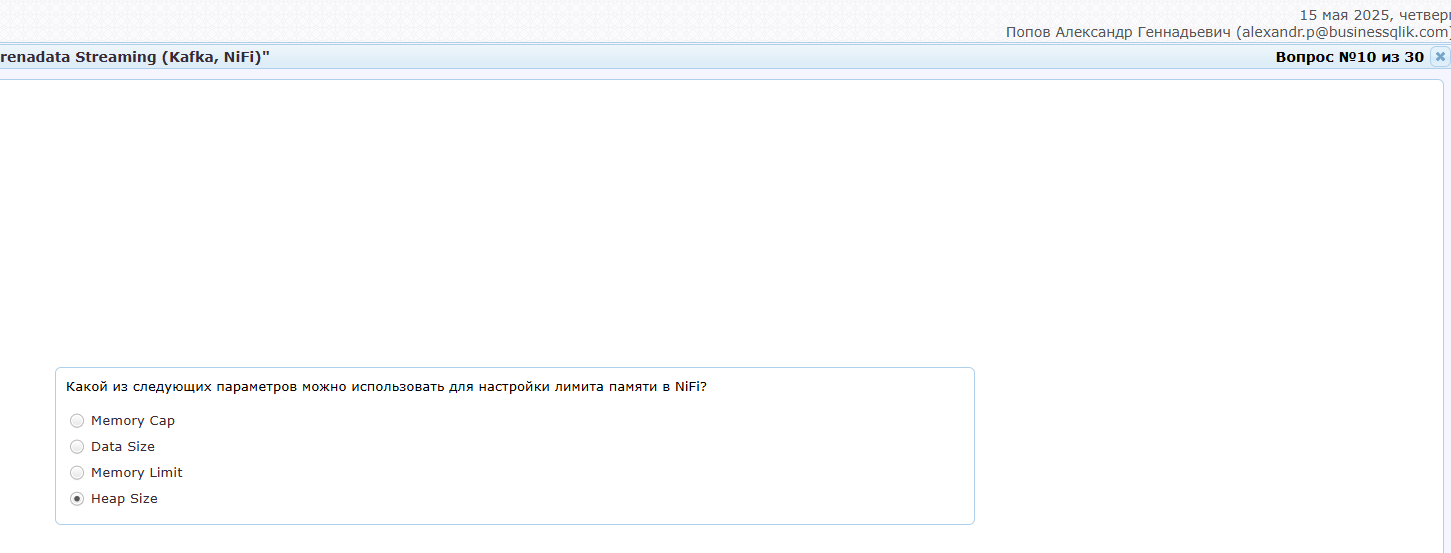 15 мая 2025, четверг
Попов Александр Геннадьевич (alexandr.p@businessqlik.com)
renadata Streaming (Kafka, NiFi)"
Вопрос №10 из 30
Какой из следующих параметров можно использовать для настройки лимита памяти в NiFi?
Memory Cap
Data Size
Memory Limit
Heap Size